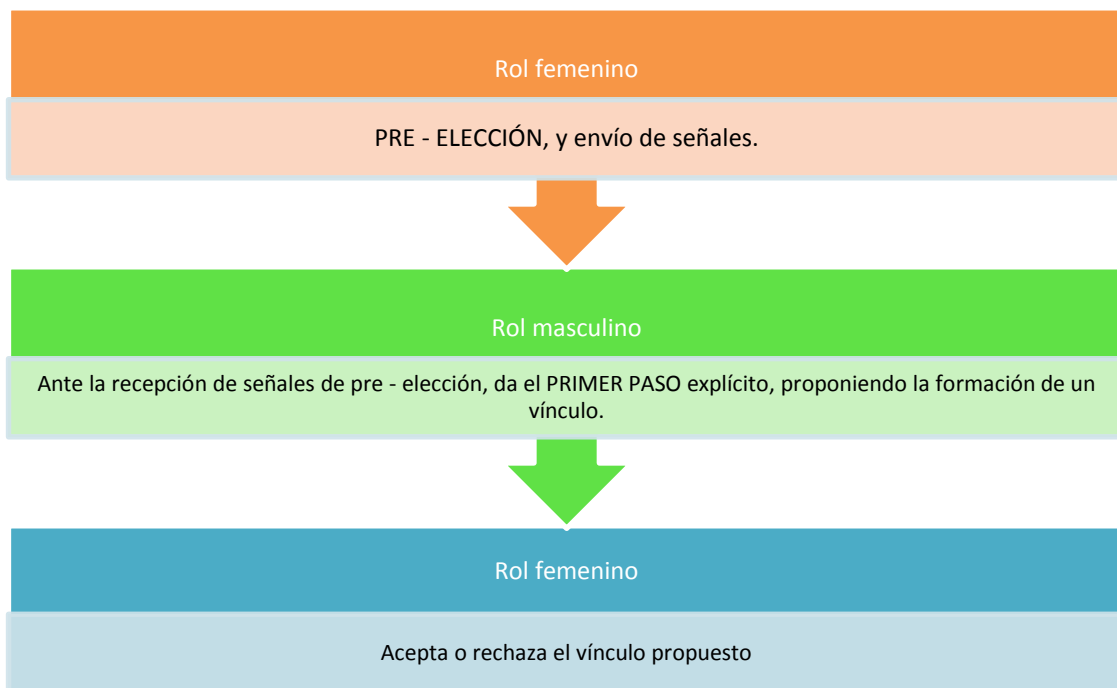 Rol femenino
PRE - ELECCIÓN, y envío de señales.
Rol masculino
Ante la recepción de señales de pre - elección, da el PRIMER PASO explícito, proponiendo la formación de un
vínculo.
Rol femenino
Acepta o rechaza el vínculo propuesto